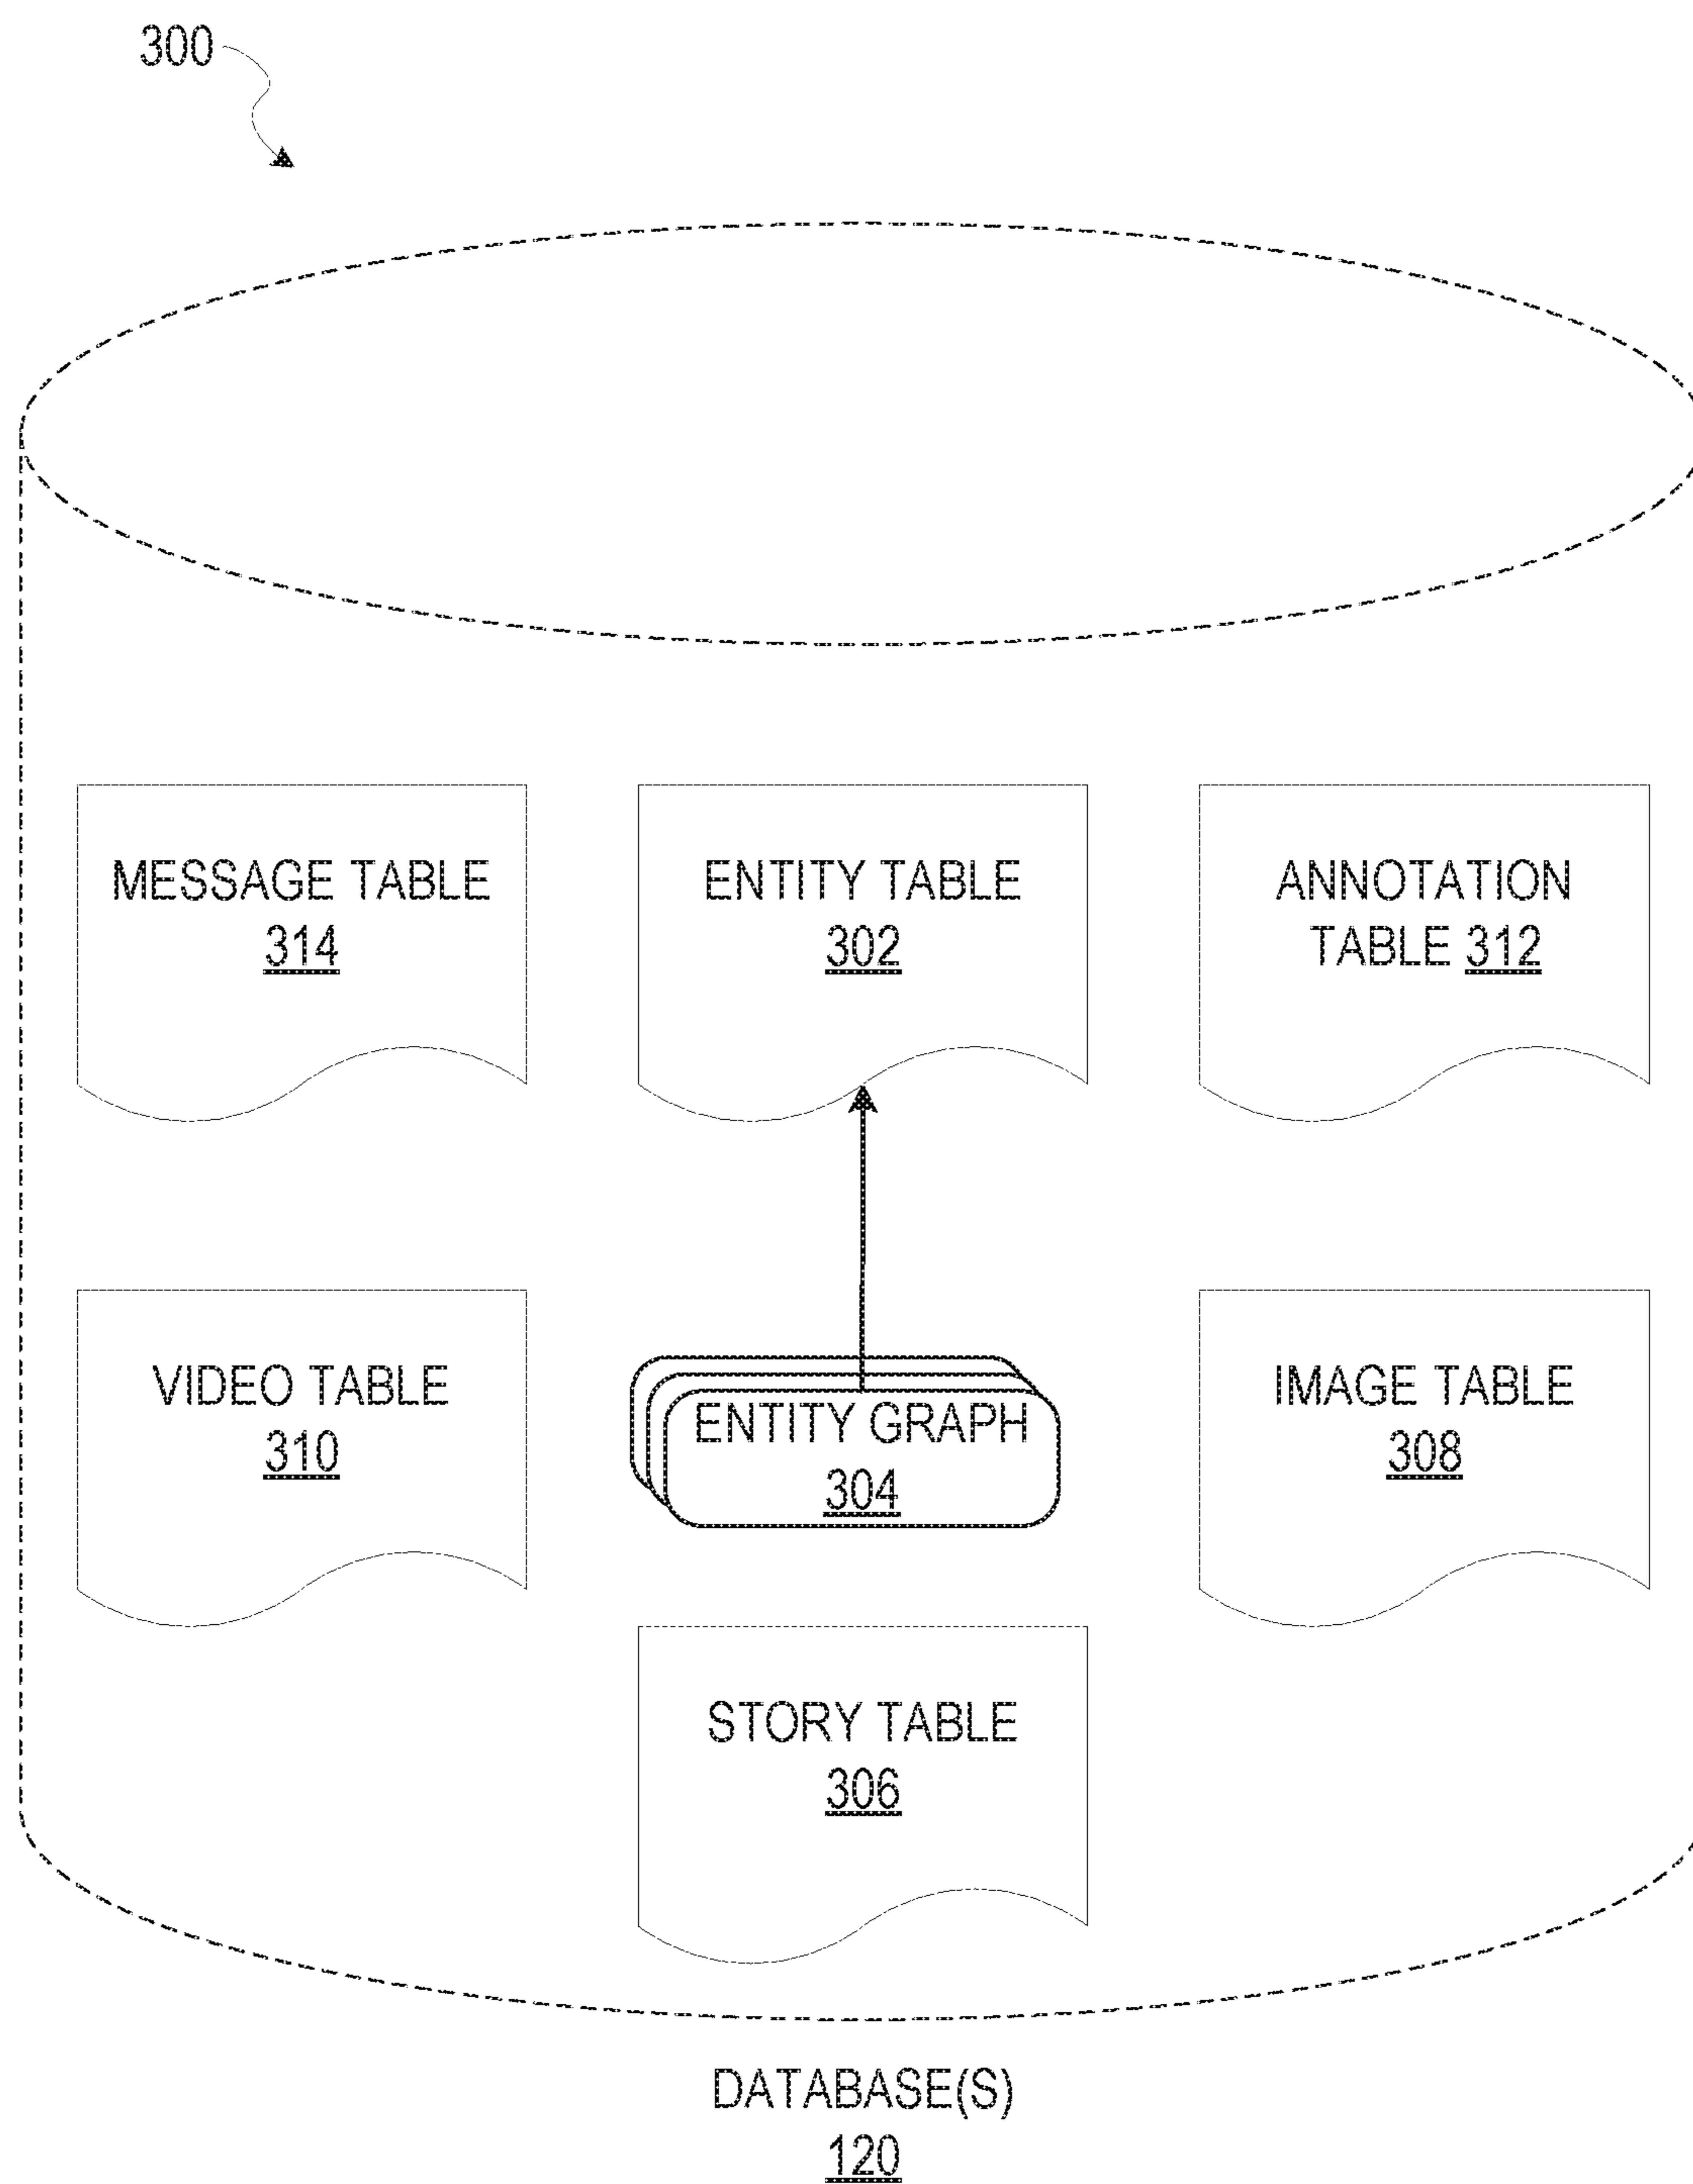 300
MESSAGE TABLE
314
ENTITY TABLE
302
ANNOTATION
TABLE 312
VIDEO TABLE
310
ENTITY GRAPH
304
IMAGE TABLE
308
STORY TABLE
306
DATABASE(S)
120